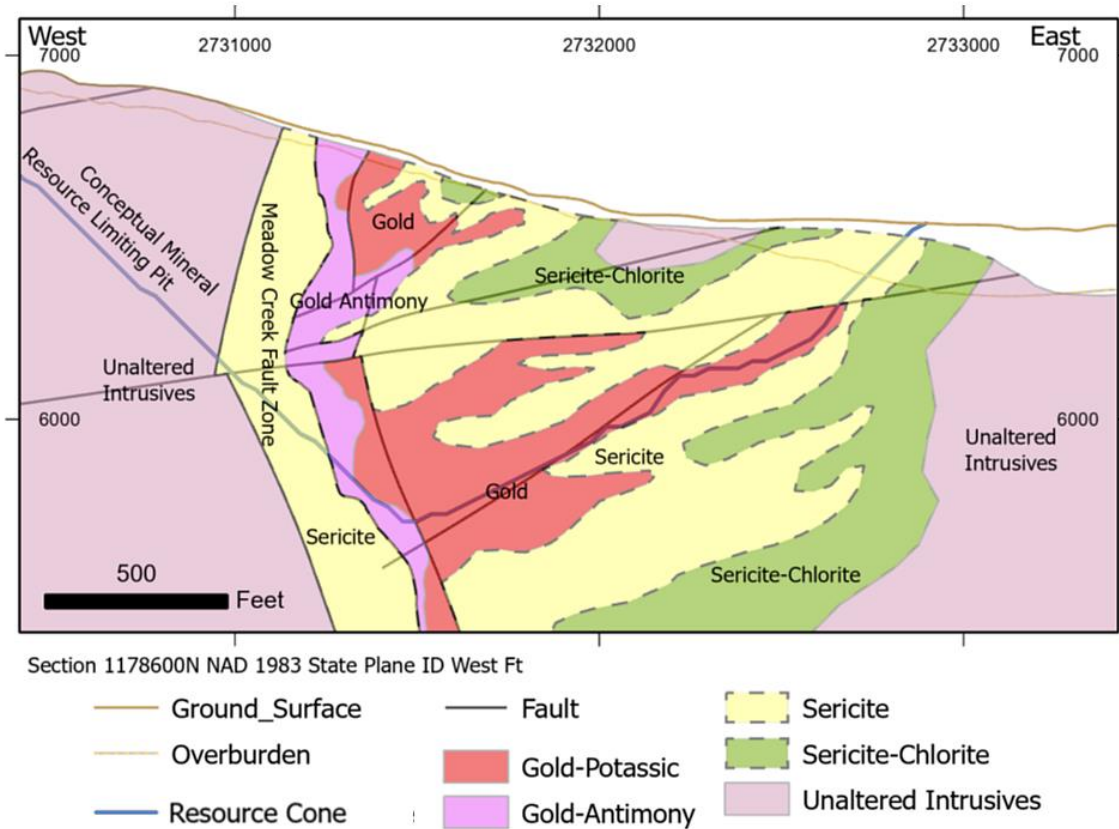 West
East
7000
2731000
2732000
2733000
7000
Conceptual Mineral
Resource Limiting Pit
Meadow Creek Fault Zone
Gold
Sericite-Chlorite
Gold Antimony
Unaltered
Intrusives
6000
6000
Unaltered
Intrusives
Sericite
Gold
Sericite
Sericite-Chlorite
500
Feet
Section 1178600N NAD 1983 State Plane ID West Ft
Ground_Surface
Fault
Sericite
Overburden
Gold-Potassic
Sericite-Chlorite
Resource Cone
Gold-Antimony
Unaltered Intrusives